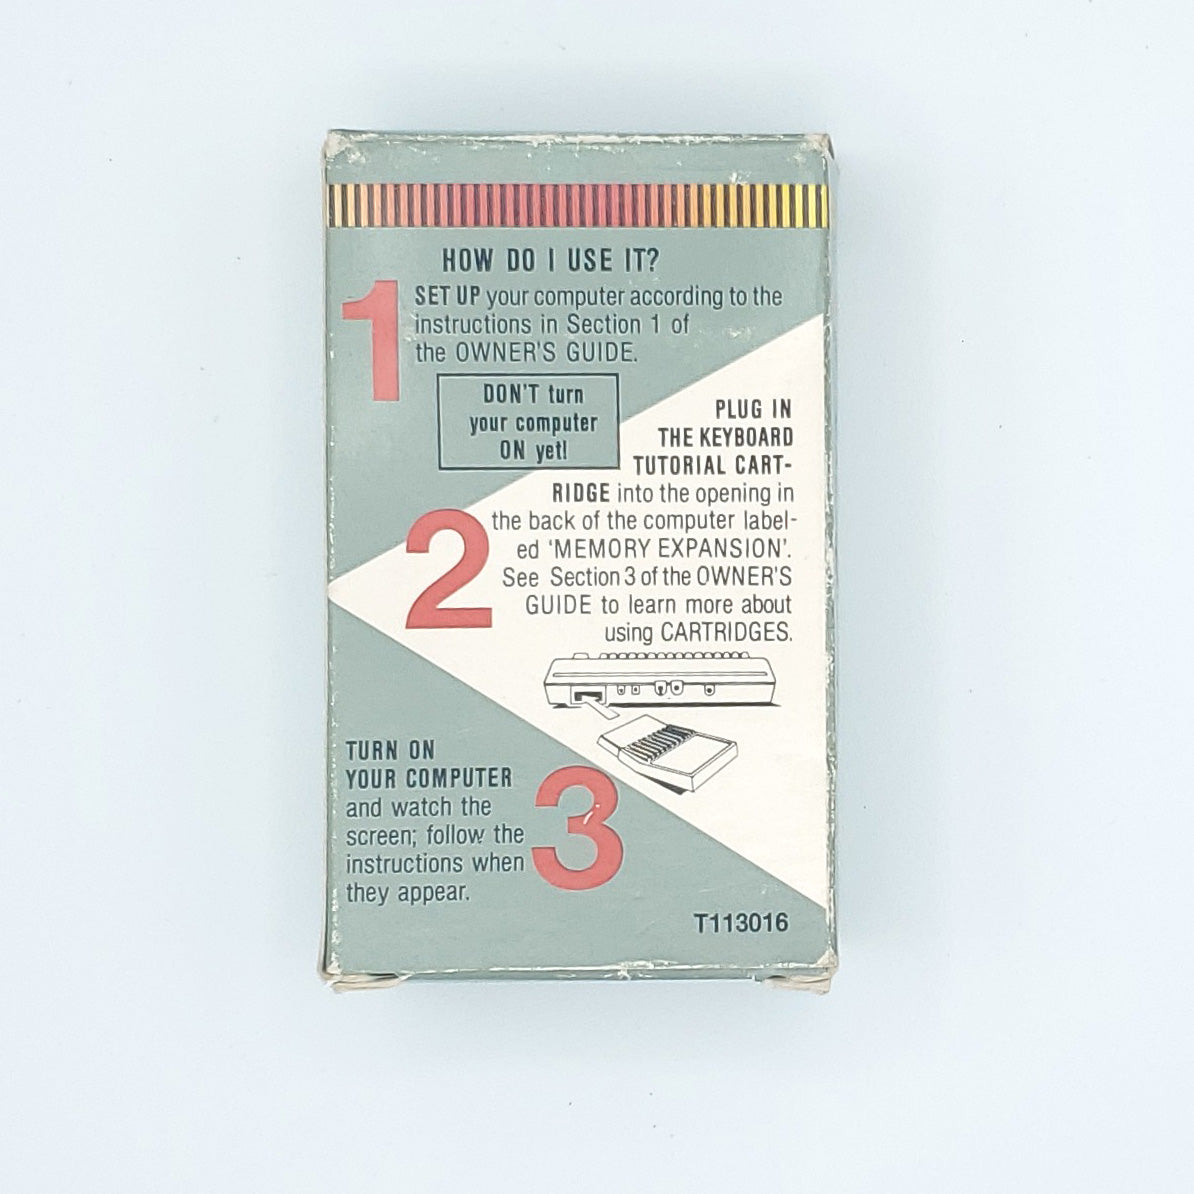 HOW DO I USE IT?
1
SET UP your computer according to the
instructions in Section 1 of
the OWNER'S GUIDE.
DON'T turn
your computer
ON yet!
2
PLUG IN
THE KEYBOARD
TUTORIAL CART-
RIDGE into the opening in
the back of the computer label-
ed 'MEMORY EXPANSION'.
See Section 3 of the OWNER'S
GUIDE to learn more about
using CARTRIDGES.
3
TURN ON
YOUR COMPUTER
and watch the
screen; follow the
instructions when
they appear.
T113016